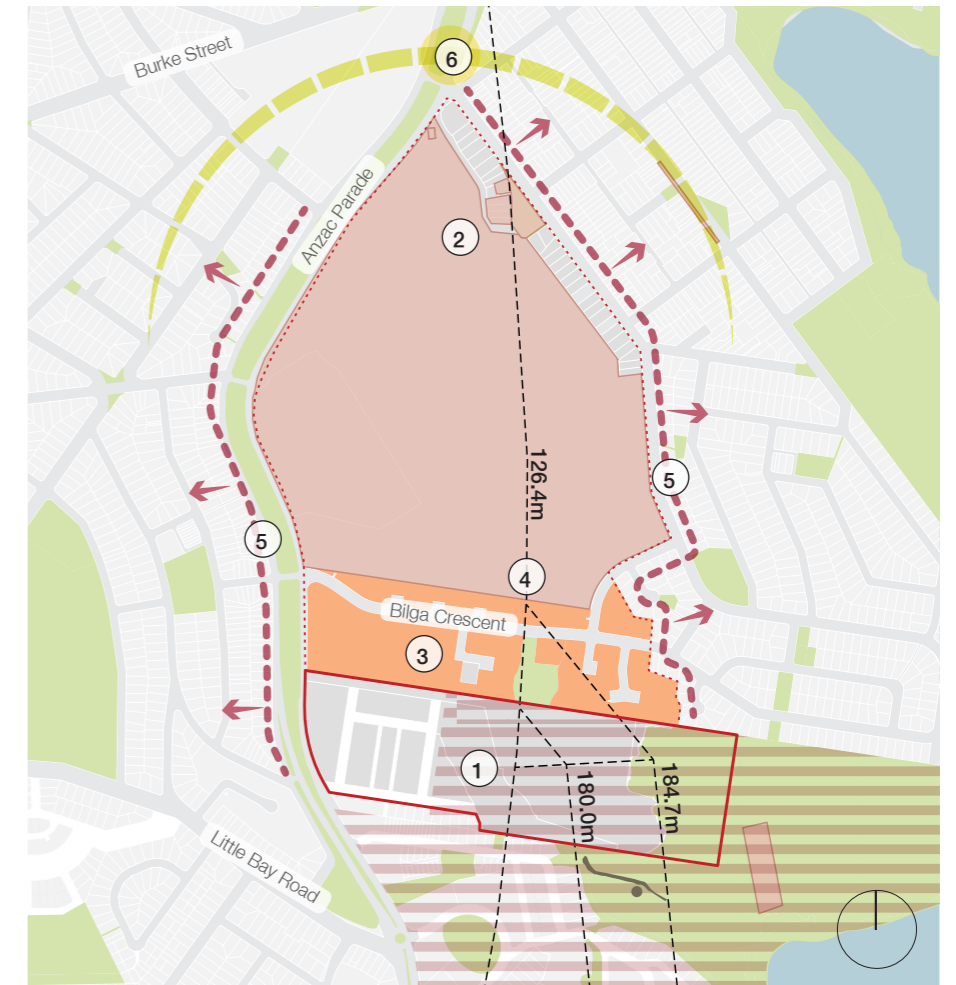 Burke Street
6
Anzac Parade
2
126.4m
5
5
4
Bilga Crescent
3
1
180.0m
184.7m
Little Bay Road